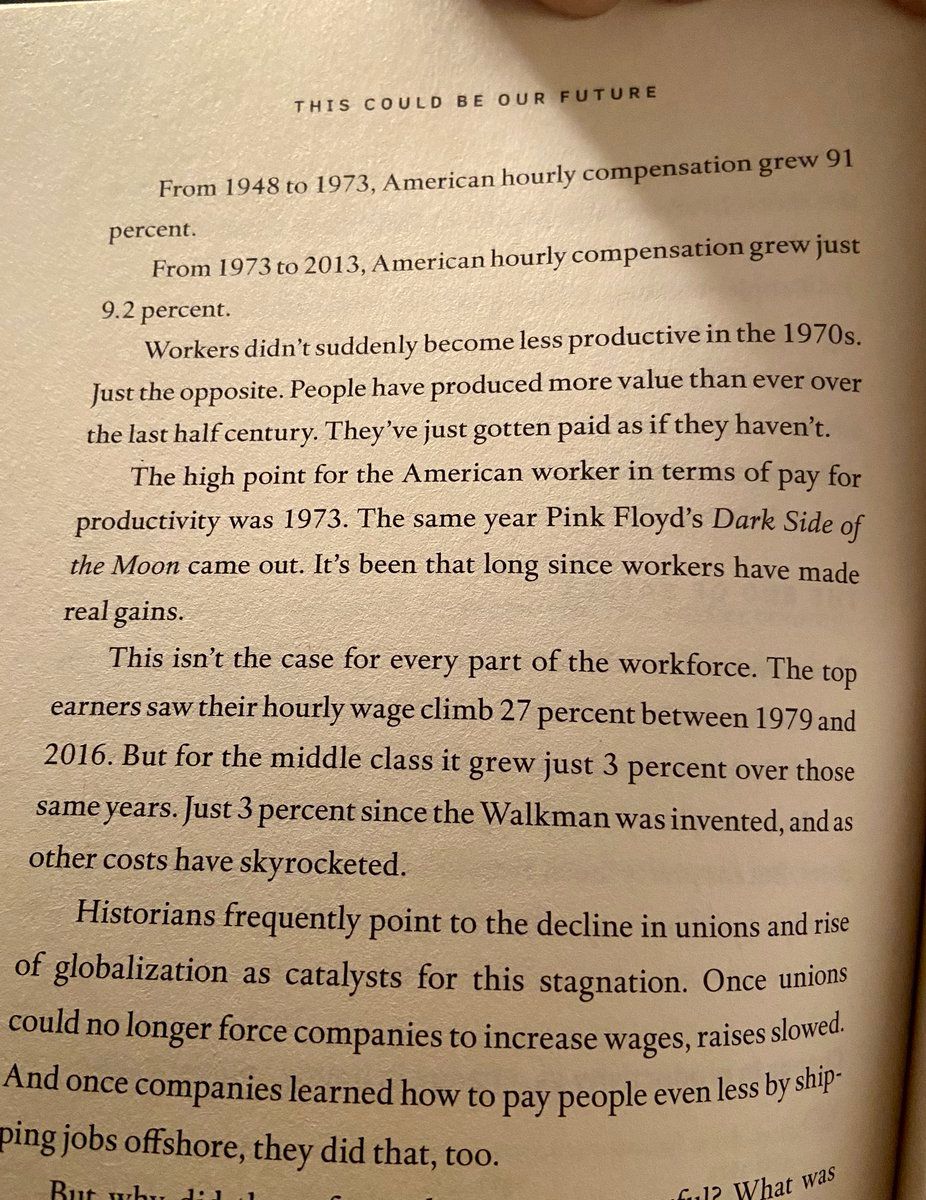 THIS COULD BE OUR FUTURE
From 1948 to 1973, American hourly compensation grew 91
percent.
From 1973 to 2013, American hourly compensation grew just
9.2 percent.
Workers didn't suddenly become less productive in the 1970s.
Just the opposite. People have produced more value than ever over
the last half century. They've just gotten paid as if they haven't.
The high point for the American worker in terms of pay for
productivity was 1973. The same year Pink Floyd's Dark Side of
the Moon came out. It's been that long since workers have made
real gains.
This isn't the case for every part of the workforce. The top
earners saw their hourly wage climb 27 percent between 1979 and
2016. But for the middle class it grew just 3 percent over those
same years. Just 3 percent since the Walkman was invented, and as
other costs have skyrocketed.
Historians frequently point to the decline in unions and rise
of globalization as catalysts for this stagnation. Once unions
could no longer force companies to increase wages, raises slowed.
And once companies learned how to pay people even less by ship-
ping jobs offshore, they did that, too.
But why did What was